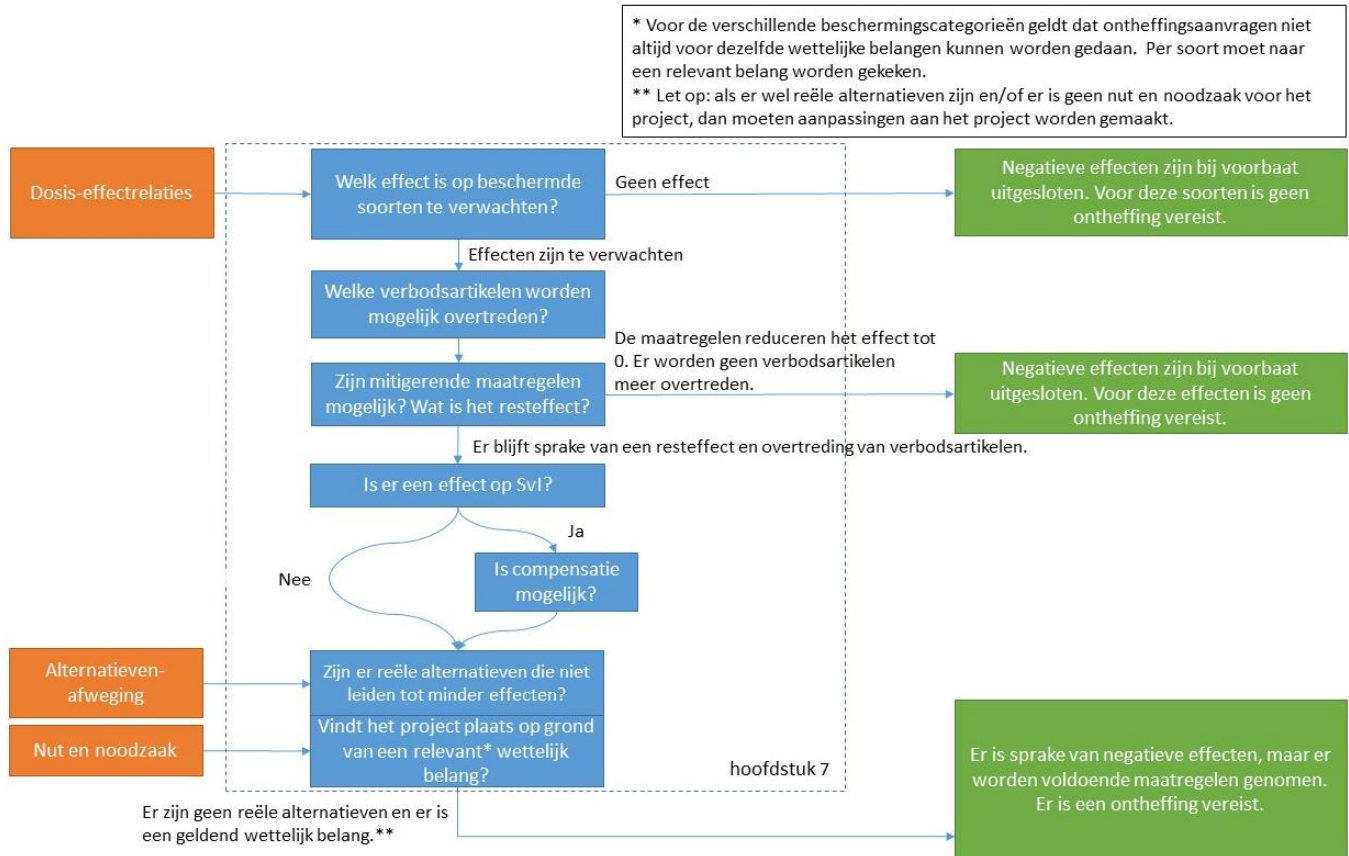 * Voor de verschillende beschermingscategorieën geldt dat ontheffingsaanvragen niet
altijd voor dezelfde wettelijke belangen kunnen worden gedaan. Per soort moet naar
een relevant belang worden gekeken.
** Let op: als er wel reële alternatieven zijn en/of er is geen nut en noodzaak voor het
project, dan moeten aanpassingen aan het project worden gemaakt.
Dosis-effectrelaties
Welk effect is op beschermde
soorten te verwachten?
Geen effect
Negatieve effecten zijn bij voorbaat
uitgesloten. Voor deze soorten is geen
ontheffing vereist.
Effecten zijn te verwachten
Welke verbodsartikelen worden
mogelijk overtreden?
De maatregelen reduceren het effect tot
0. Er worden geen verbodsartikelen
meer overtreden.
Zijn mitigerende maatregelen
mogelijk? Wat is het resteffect?
Negatieve effecten zijn bij voorbaat
uitgesloten. Voor deze effecten is geen
ontheffing vereist.
Er blijft sprake van een resteffect en overtreding van verbodsartikelen.
Is er een effect op SvI?
Ja
Nee
Is compensatie
mogelijk?
Alternatieven-
afweging
Zijn er reële alternatieven die niet
leiden tot minder effecten?
Nut en noodzaak
Vindt het project plaats op grond
van een relevant* wettelijk
belang?
hoofdstuk 7
Er is sprake van negatieve effecten, maar er
worden voldoende maatregelen genomen.
Er is een ontheffing vereist.
Er zijn geen reële alternatieven en er is
een geldend wettelijk belang.**